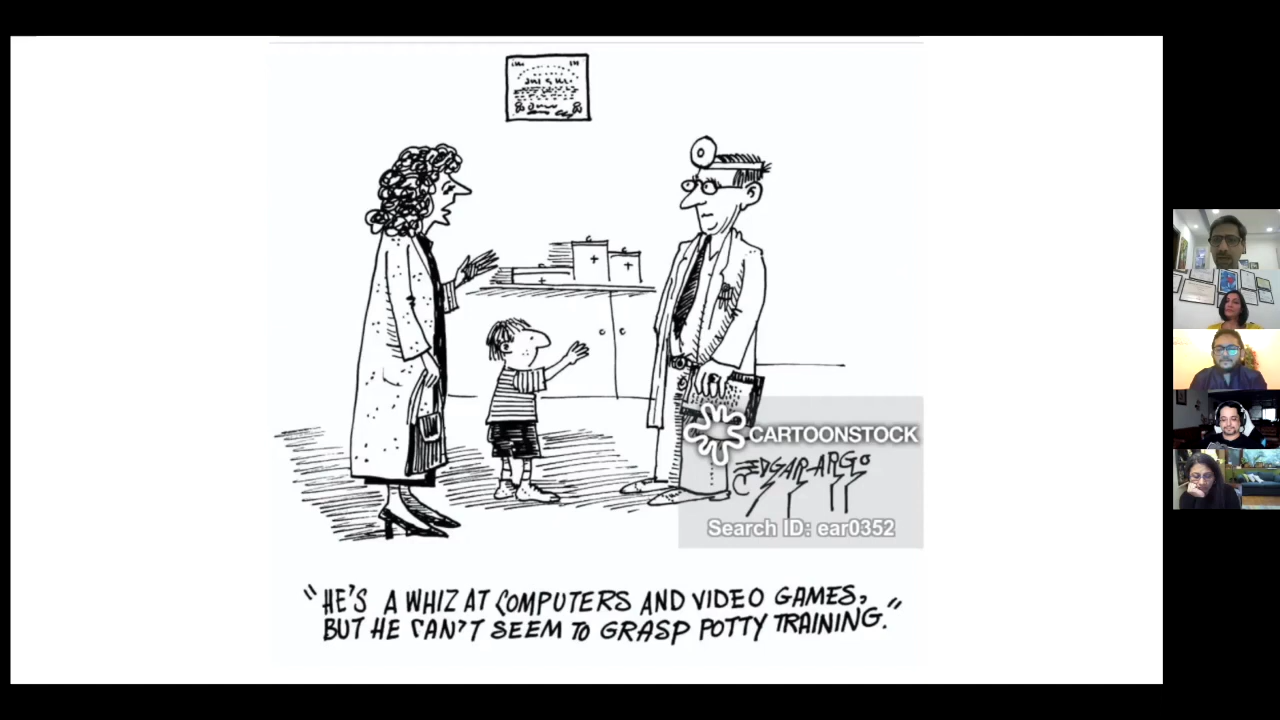 CARTOONSTOCK
EDGAR ARGO
Search ID: ear0352
"HE'S A WHIZ AT COMPUTERS AND VIDEO GAMES,
BUT HE CAN'T SEEM TO GRASP POTTY TRAINING."